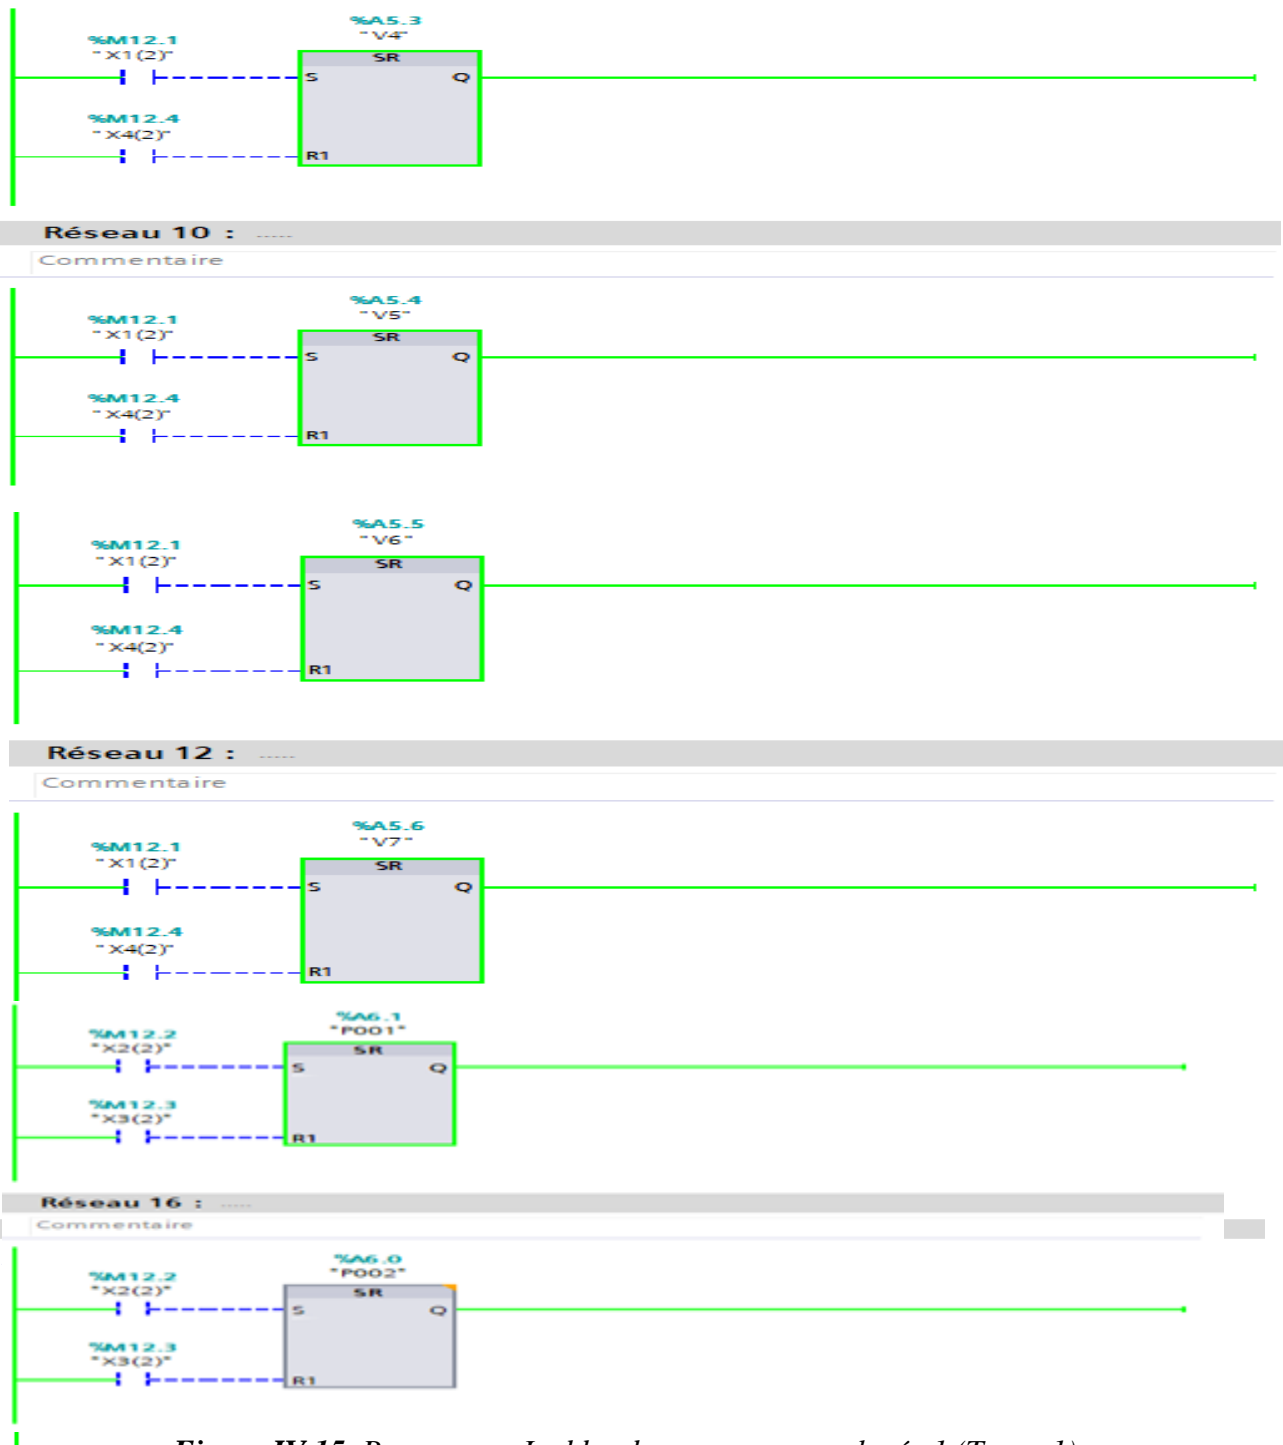 %A5.3
"V4"
%M12.1
"X1(2)"
SR
S Q
%M12.4
"X4(2)"
R1
Réseau 10 : .....
Commentaire
%A5.4
"V5"
%M12.1
"X1(2)"
SR
S Q
%M12.4
"X4(2)"
R1
%A5.5
"V6"
%M12.1
"X1(2)"
SR
S Q
%M12.4
"X4(2)"
R1
Réseau 12 : .....
Commentaire
%A5.6
"V7"
%M12.1
"X1(2)"
SR
S Q
%M12.4
"X4(2)"
R1
%A6.1
"P001"
%M12.2
"X2(2)"
SR
S Q
%M12.3
"X3(2)"
R1
Réseau 16 : .....
Commentaire
%A6.0
"P002"
%M12.2
"X2(2)"
SR
S Q
%M12.3
"X3(2)"
R1
Figure IV.15: